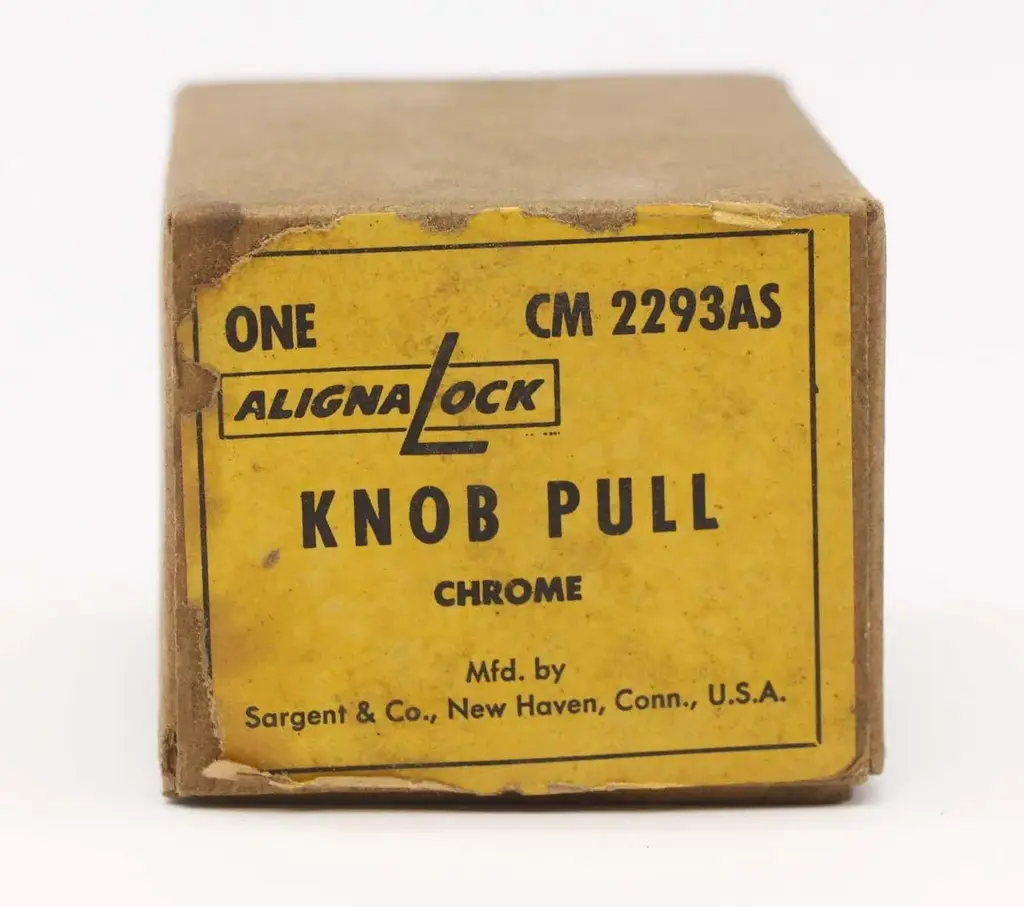 ONE CM 2293AS
ALIGNALOCK
KNOB PULL
CHROME
Mfd. by
Sargent & Co., New Haven, Conn., U.S.A.